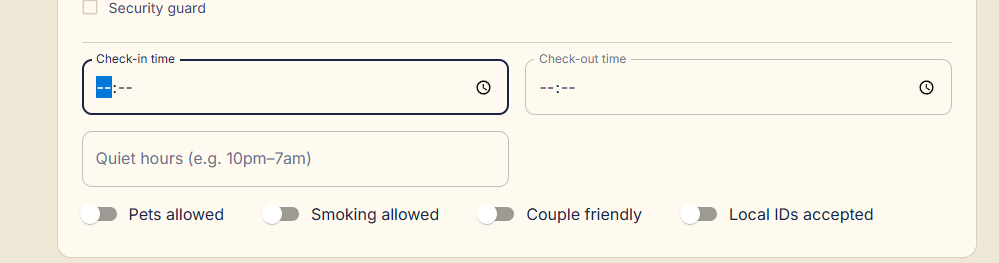 Security guard
Check-in time
--:--
Check-out time
--:--
Quiet hours (e.g. 10pm–7am)
Pets allowed
Smoking allowed
Couple friendly
Local IDs accepted